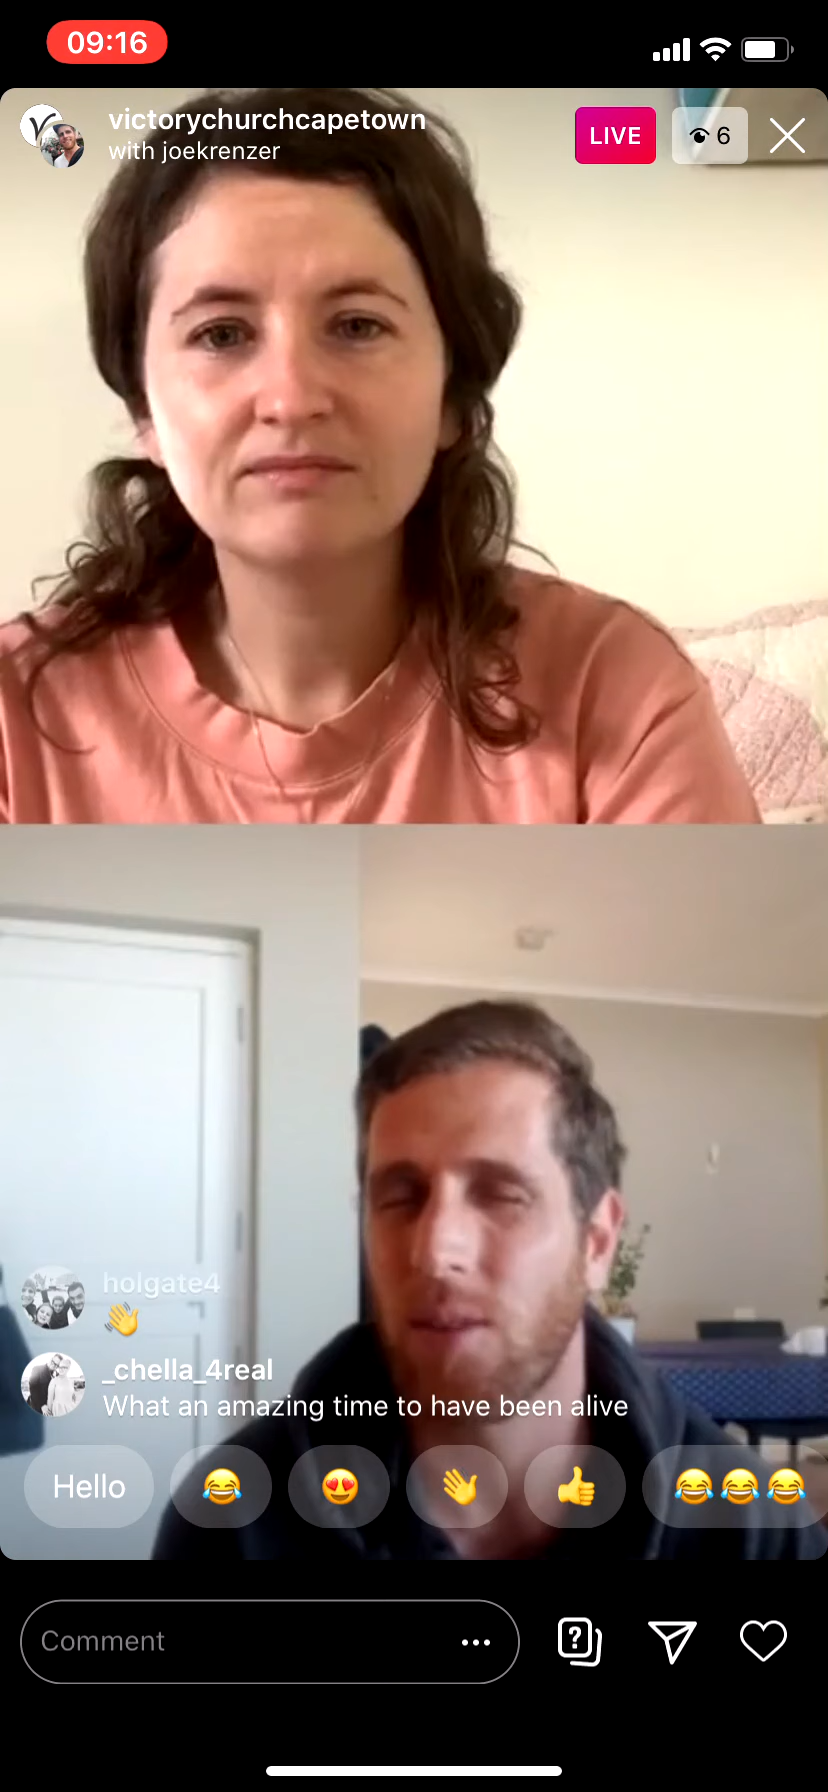 09:16
victorychurchcapetown
with joekrenzer
LIVE
6
holgate4
👋
_chella_4real
What an amazing time to have been alive
Hello 😂 😍 👋 👍 😂😂😂
Comment